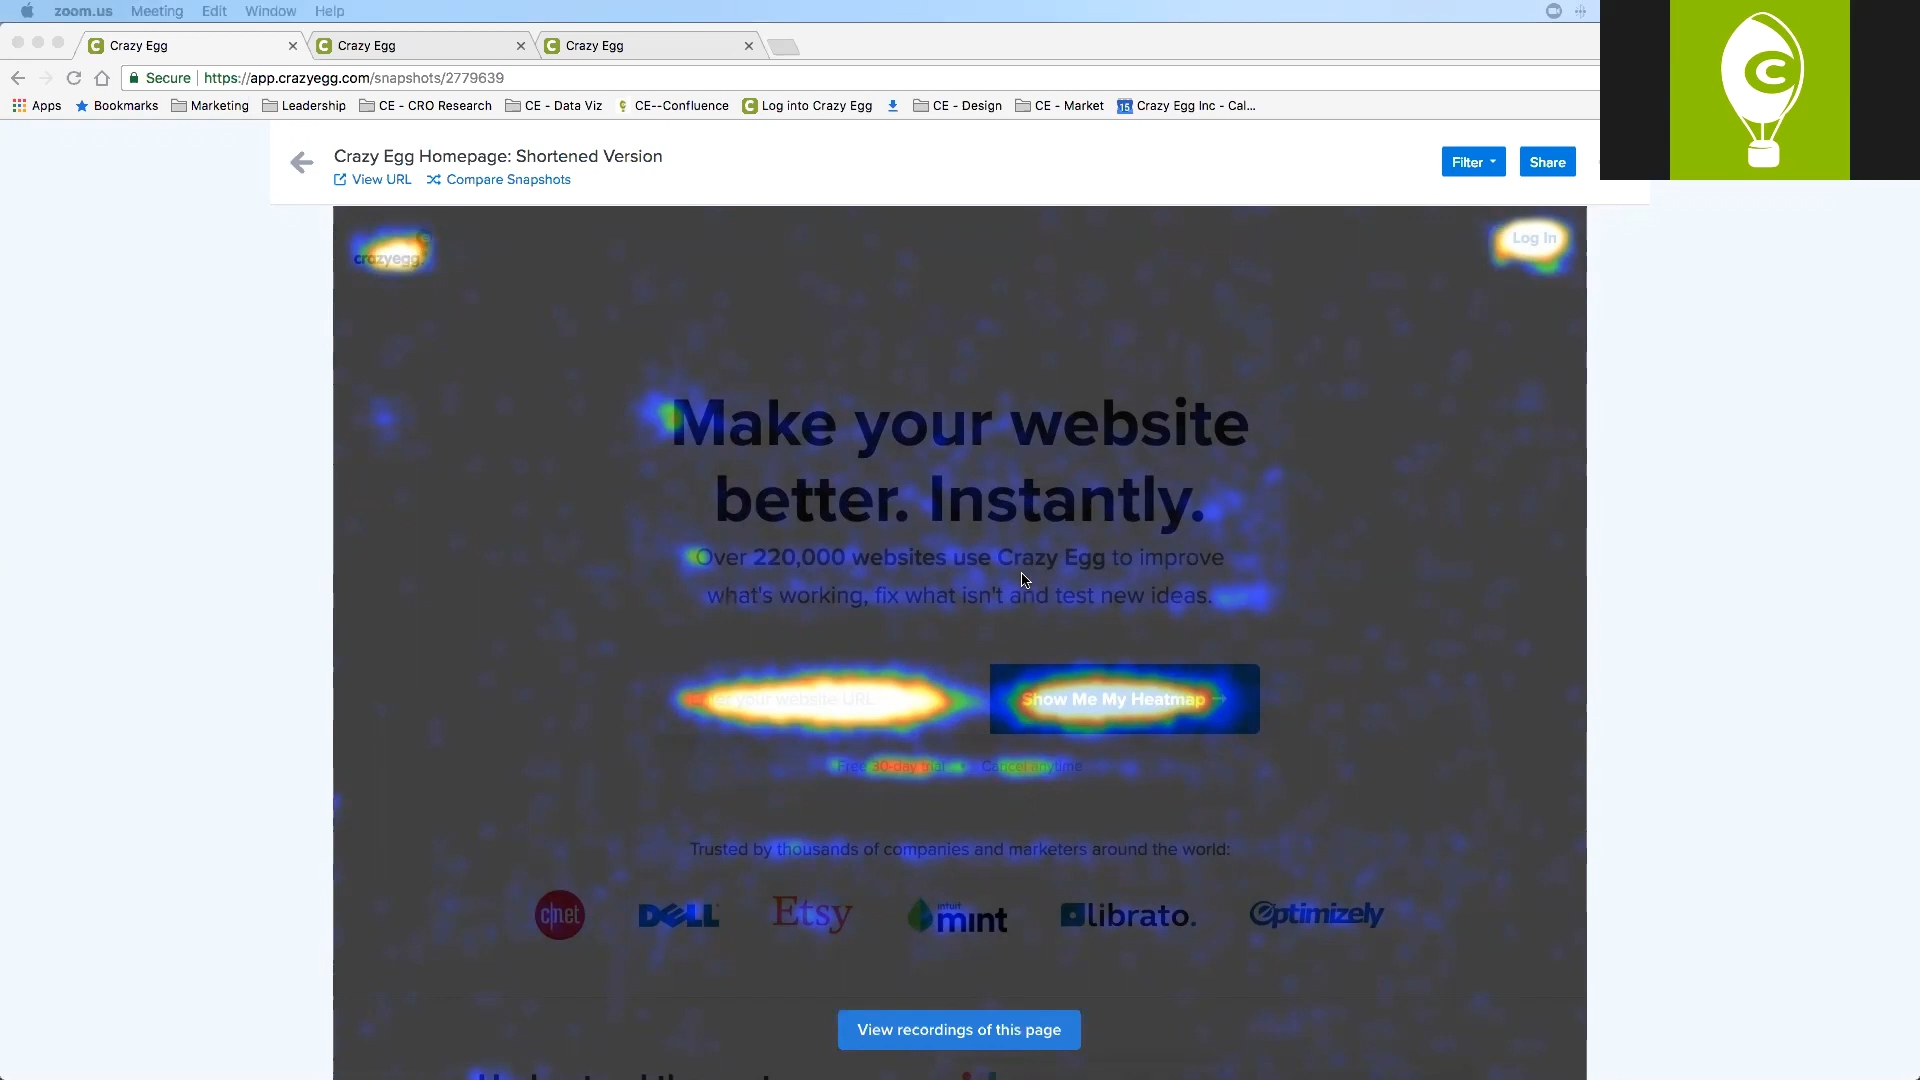 zoom.us Meeting Edit Window Help
Crazy Egg Crazy Egg Crazy Egg
Secure https://app.crazyegg.com/snapshots/2779639
Apps Bookmarks Marketing Leadership CE - CRO Research CE - Data Viz CE--Confluence Log into Crazy Egg CE - Design CE - Market 15 Crazy Egg Inc - Cal...
Crazy Egg Homepage: Shortened Version
View URL Compare Snapshots
Filter Share
crazyegg
Log In
Make your website
better. Instantly.
Over 220,000 websites use Crazy Egg to improve
what's working, fix what isn't and test new ideas.
your website URL
Show Me My Heatmap →
Free 30-day trial • Cancel anytime
Trusted by thousands of companies and marketers around the world:
c|net DELL Etsy intuit mint librato. Optimizely
View recordings of this page